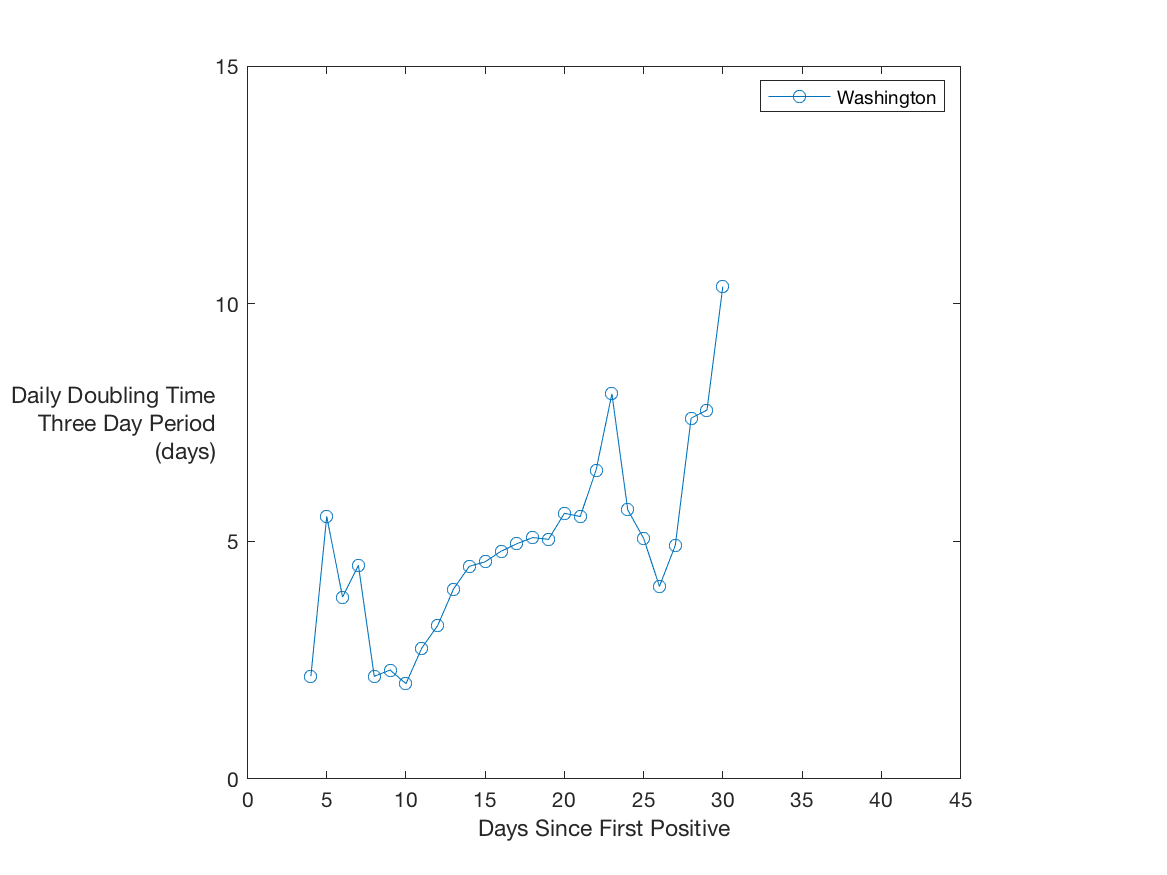 15
Washington
10
Daily Doubling Time
Three Day Period
(days)
5
0
0 5 10 15 20 25 30 35 40 45
Days Since First Positive